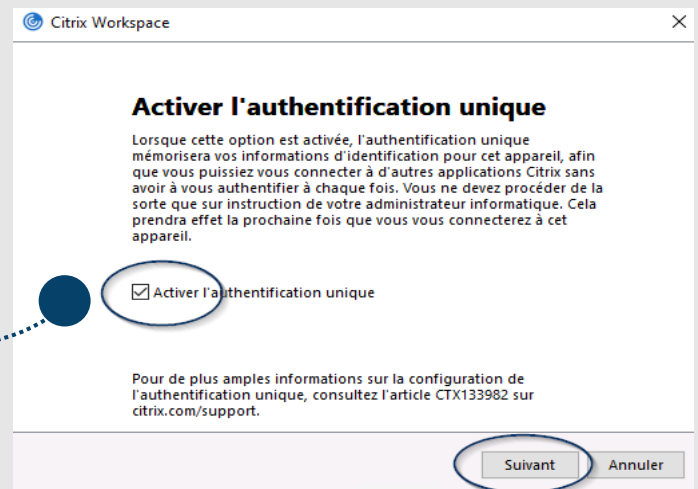 Citrix Workspace
Activer l'authentification unique
Lorsque cette option est activée, l'authentification unique
mémorisera vos informations d'identification pour cet appareil, afin
que vous puissiez vous connecter à d'autres applications Citrix sans
avoir à vous authentifier à chaque fois. Vous ne devez procéder de la
sorte que sur instruction de votre administrateur informatique. Cela
prendra effet la prochaine fois que vous vous connecterez à cet
appareil.
Activer l'authentification unique
Pour de plus amples informations sur la configuration de
l'authentification unique, consultez l'article CTX133982 sur
citrix.com/support.
Suivant Annuler